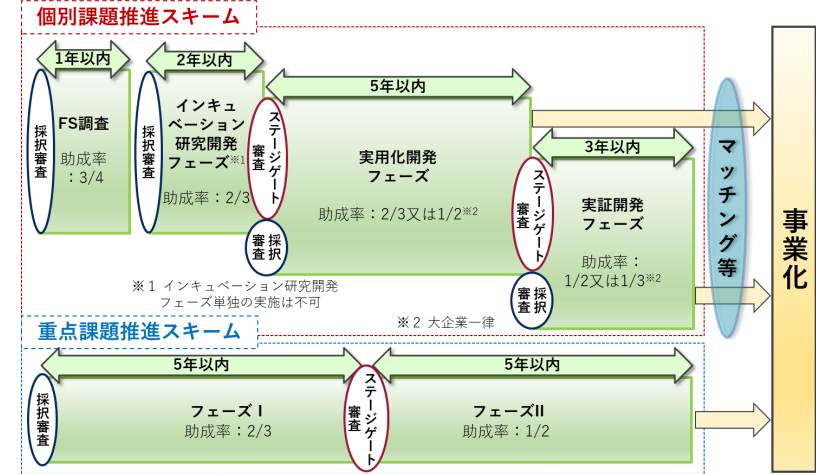 個別課題推進スキーム
1年以内
2年以内
5年以内
採択審査
FS調査
助成率
：3/4
採択審査
インキュ
ベーション
研究開発
フェーズ※1
助成率：2/3
ステージゲート
審査
採択
審査
実用化開発
フェーズ
助成率：2/3又は1/2※2
3年以内
ステージゲート
審査
採択
審査
実証開発
フェーズ
助成率：
1/2又は1/3※2
マッチング等
事業化
※１ インキュベーション研究開発
フェーズ単独の実施は不可
※２ 大企業一律
重点課題推進スキーム
5年以内
5年以内
採択審査
フェーズⅠ
助成率：2/3
ステージゲート
審査
フェーズII
助成率：1/2